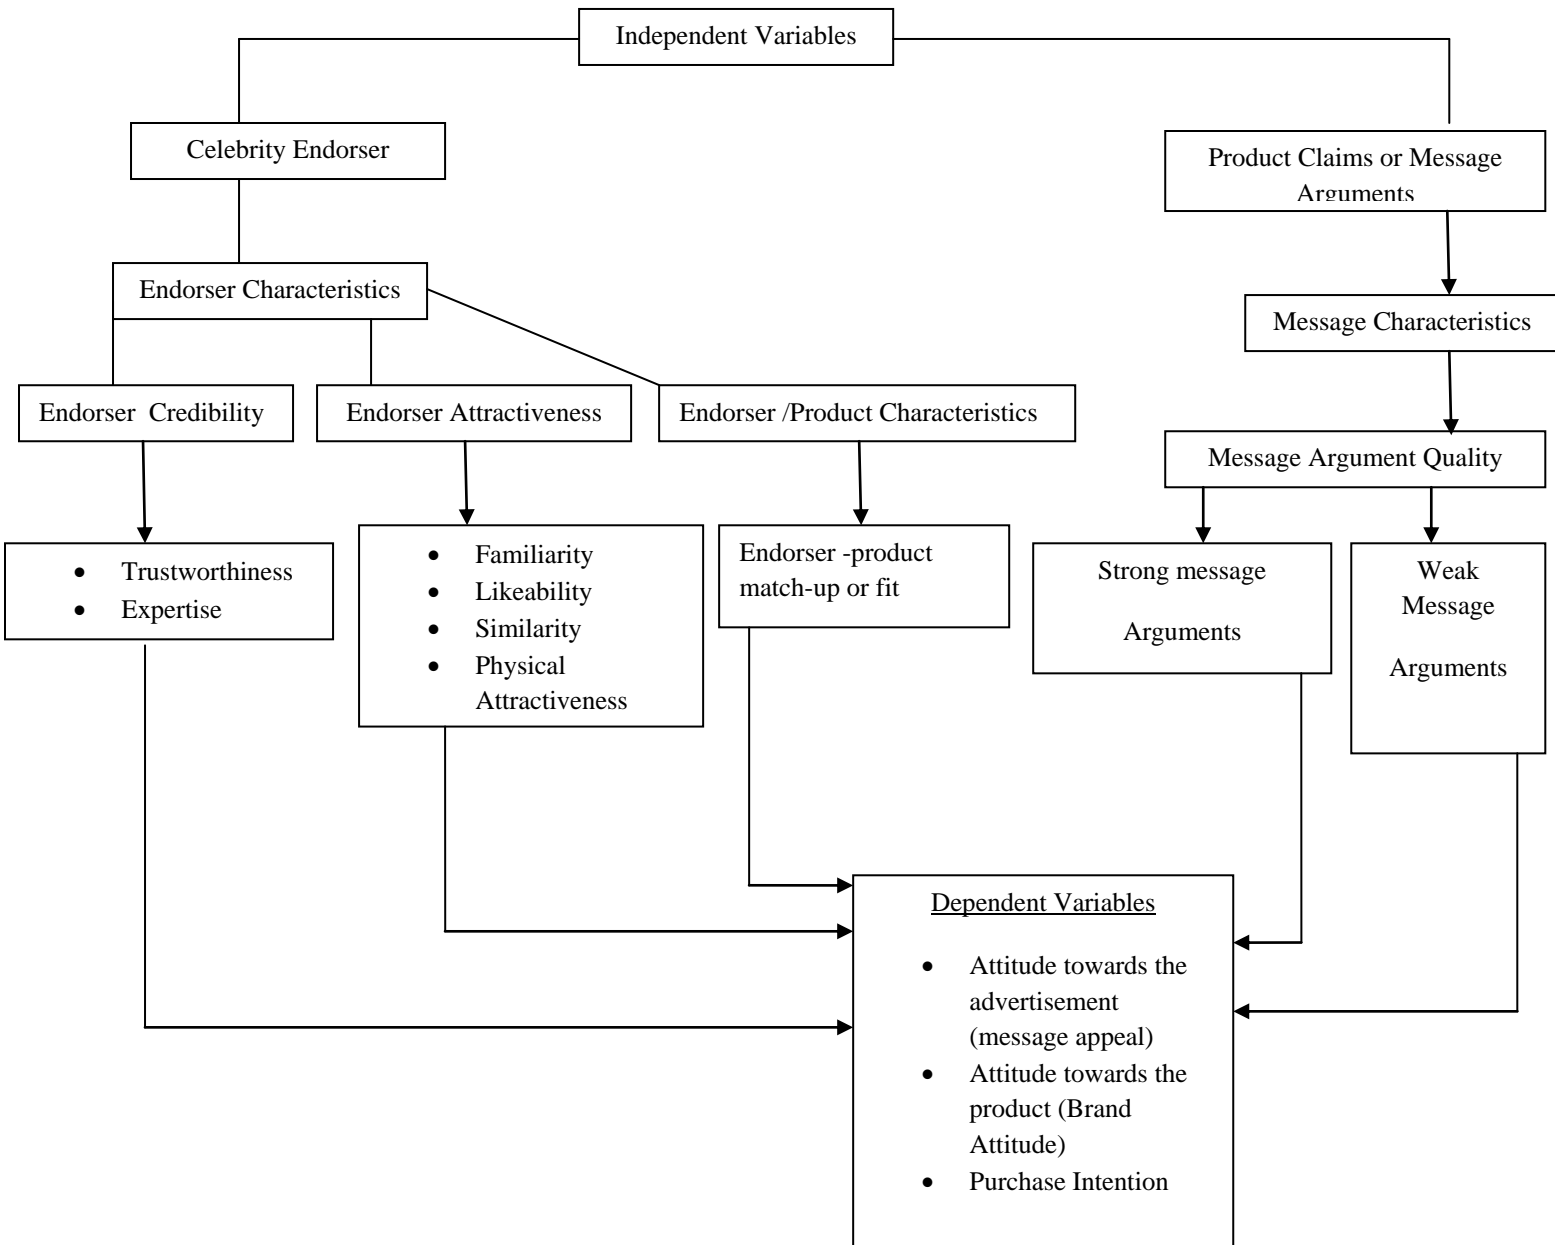 Independent Variables
Celebrity Endorser
Product Claims or Message
Arguments
Endorser Characteristics
Message Characteristics
Endorser  Credibility
Endorser Attractiveness
Endorser /Product Characteristics
Message Argument Quality
• Trustworthiness
• Expertise
• Familiarity
• Likeability
• Similarity
• Physical
Attractiveness
Endorser -product
match-up or fit
Strong message
Arguments
Weak
Message
Arguments
Dependent Variables
• Attitude towards the
advertisement
(message appeal)
• Attitude towards the
product (Brand
Attitude)
• Purchase Intention